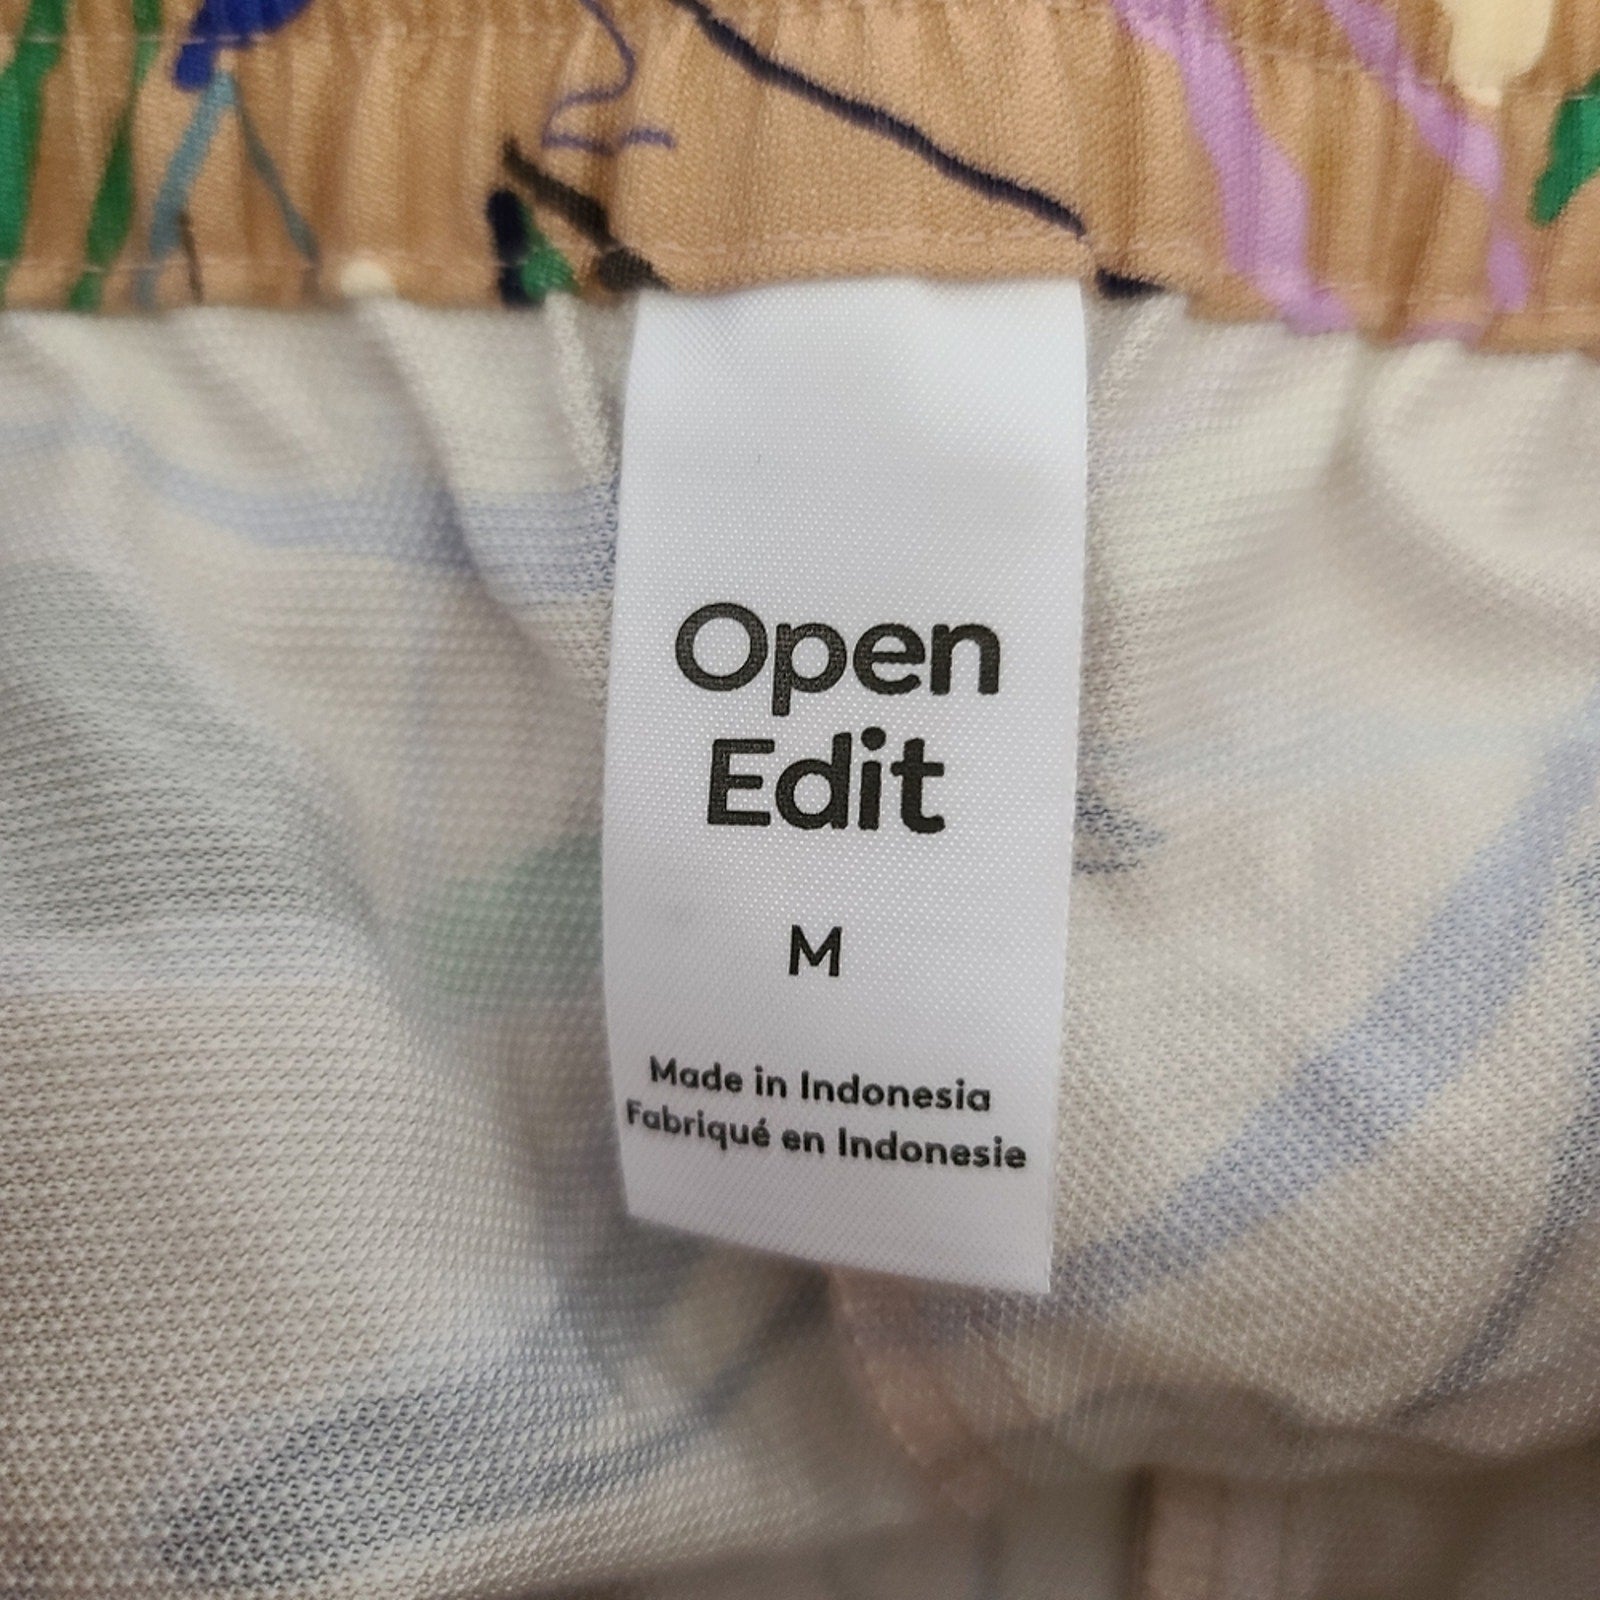 Open
Edit
M
Made in Indonesia
Fabriqué en Indonesie